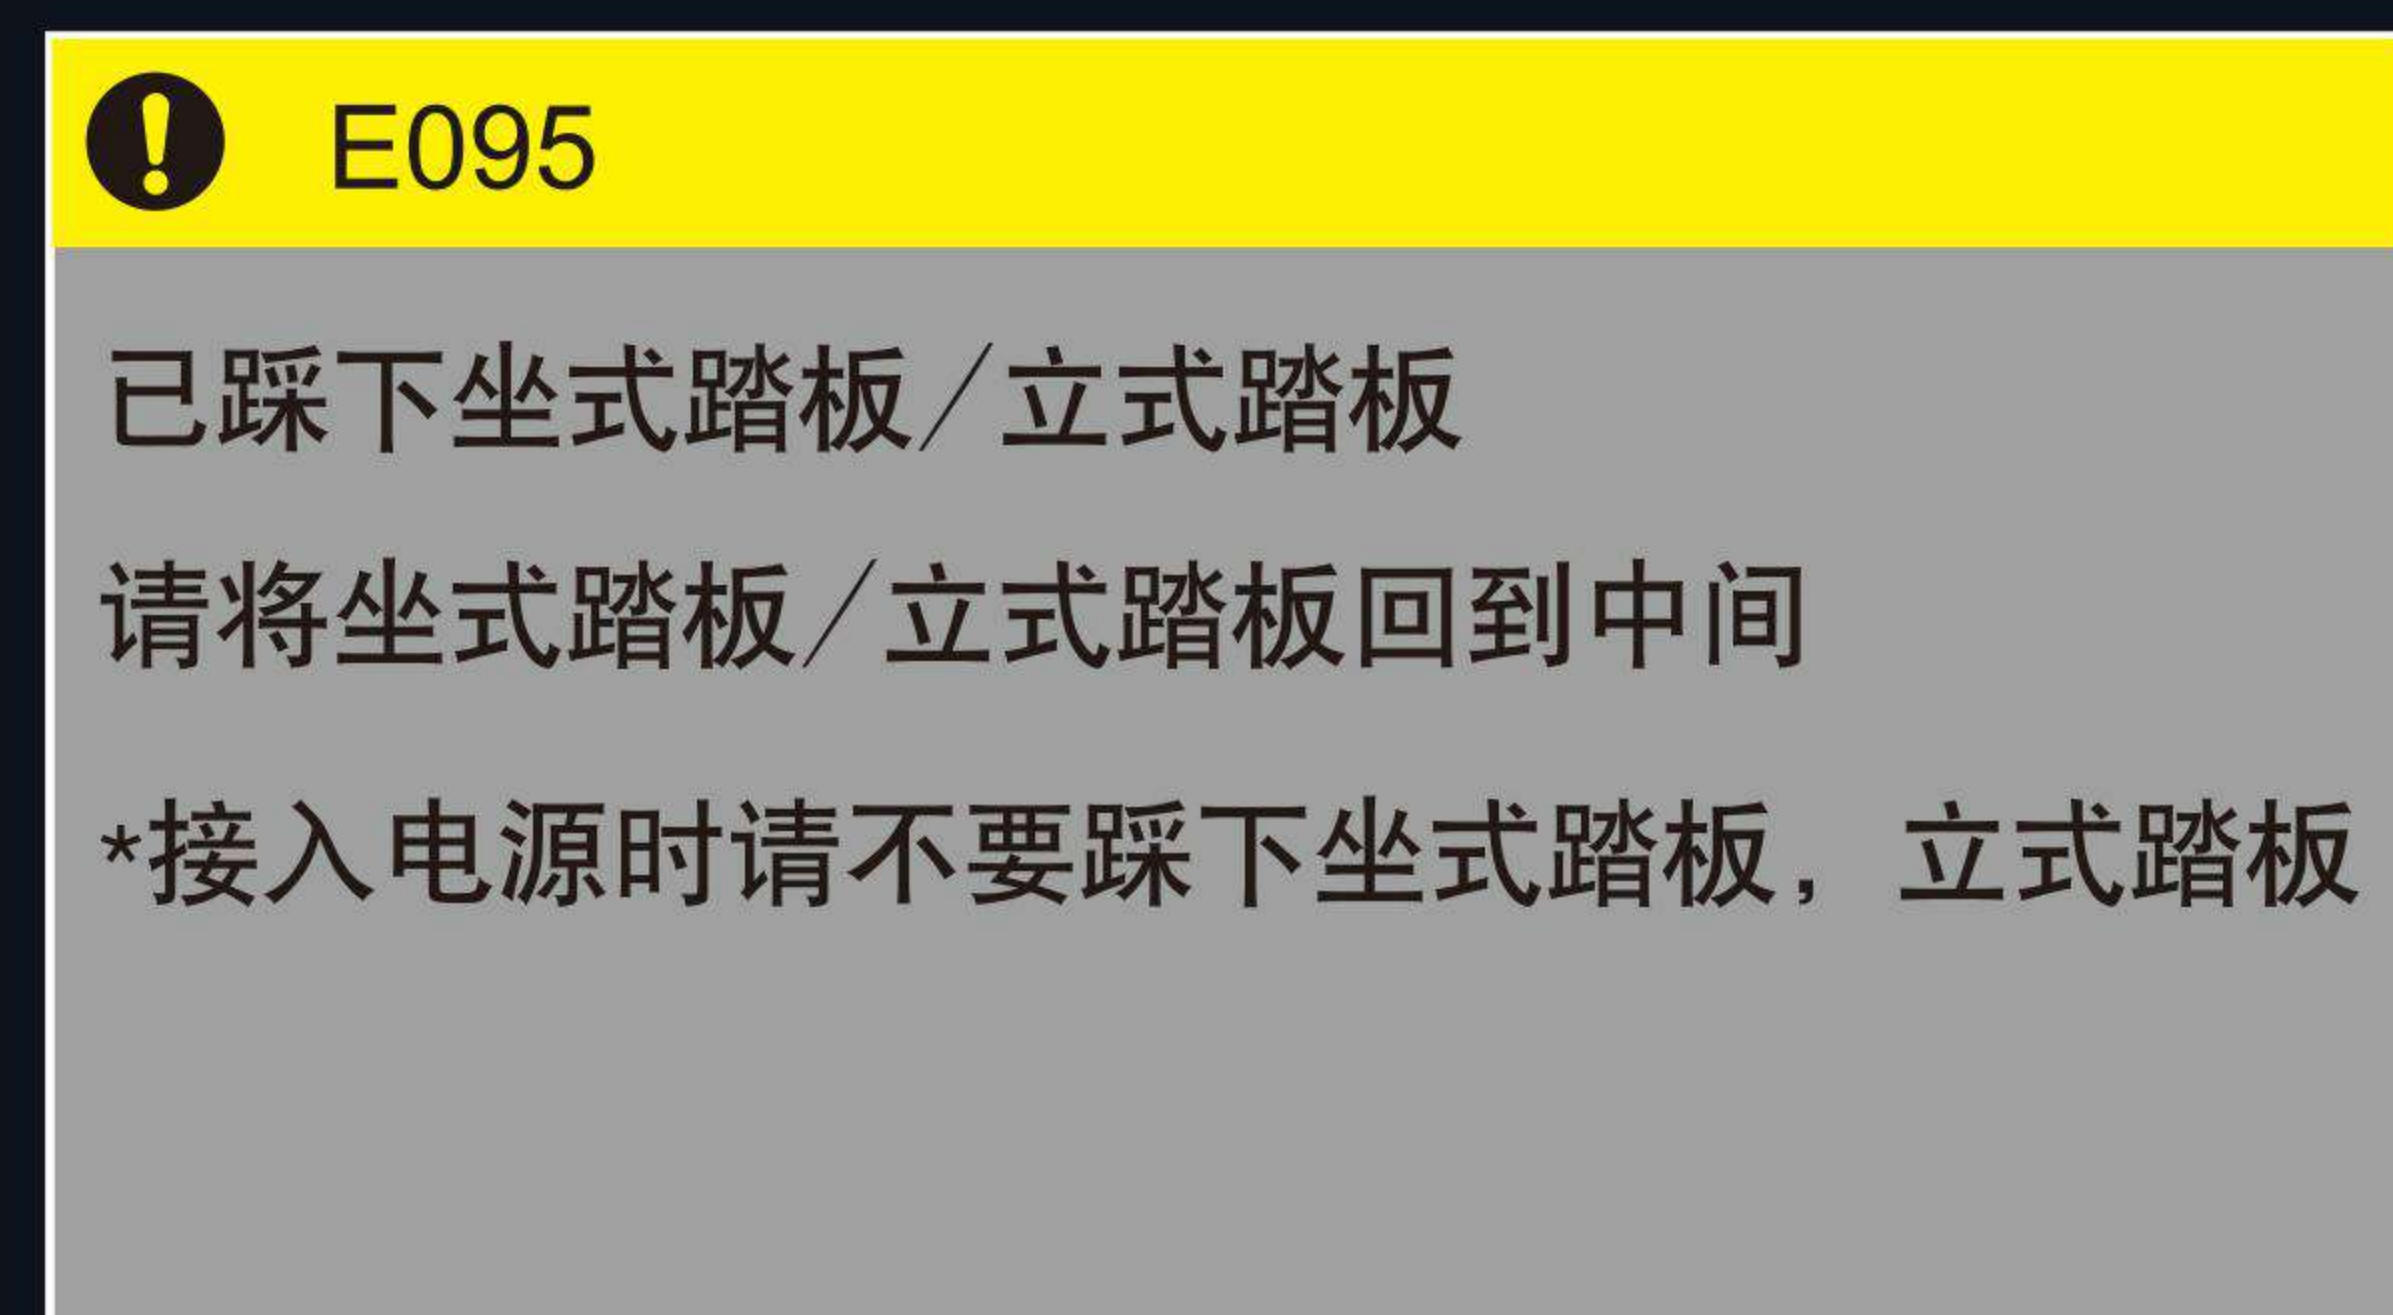 E095
已踩下坐式踏板/立式踏板
请将坐式踏板/立式踏板回到中间
*接入电源时请不要踩下坐式踏板，立式踏板